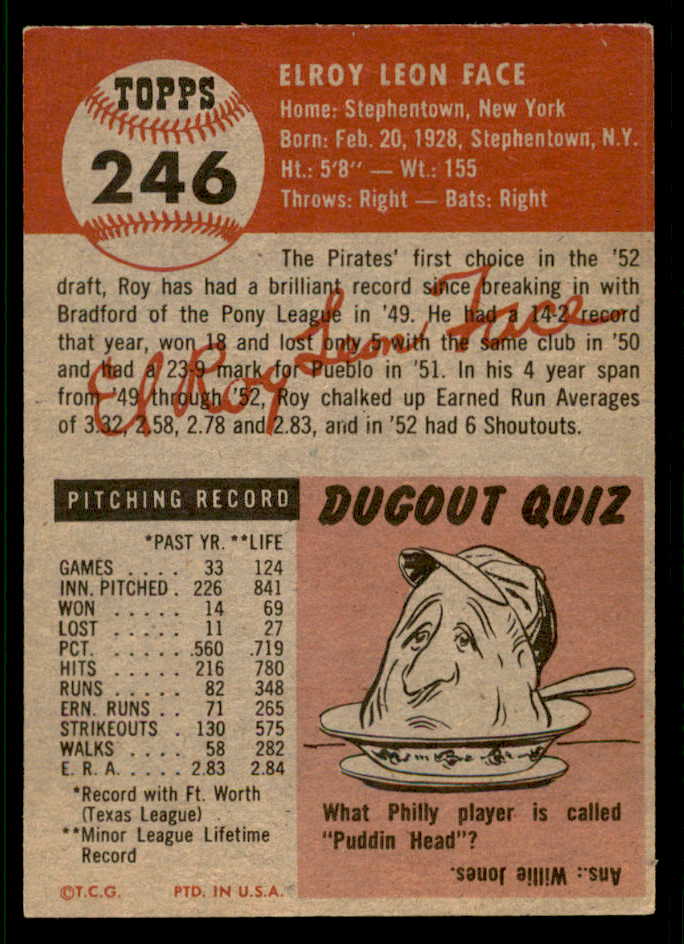 TOPPS
246
ELROY LEON FACE
Home: Stephentown, New York
Born: Feb. 20, 1928, Stephentown, N.Y.
Ht.: 5'8" — Wt.: 155
Throws: Right — Bats: Right
The Pirates' first choice in the '52
draft, Roy has had a brilliant record since breaking in with
Bradford of the Pony League in '49. He had a 14-2 record
that year, won 18 and lost only 5 with the same club in '50
and had a 23-9 mark for Pueblo in '51. In his 4 year span
from '49 through '52, Roy chalked up Earned Run Averages
of 3.32, 2.58, 2.78 and 2.83, and in '52 had 6 Shoutouts.
El Roy Leon Face
PITCHING RECORD
*PAST YR. **LIFE
GAMES . . . . 33 124
INN. PITCHED . 226 841
WON . . . . . 14 69
LOST . . . . . 11 27
PCT. . . . . . .560 .719
HITS . . . . . 216 780
RUNS . . . . . 82 348
ERN. RUNS . . 71 265
STRIKEOUTS . . 130 575
WALKS . . . . 58 282
E. R. A. . . . . . 2.83 2.84
*Record with Ft. Worth
(Texas League)
**Minor League Lifetime
Record
©T.C.G. PTD. IN U.S.A.
DUGOUT QUIZ
What Philly player is called
"Puddin Head"?
Ans.: Willie Jones.